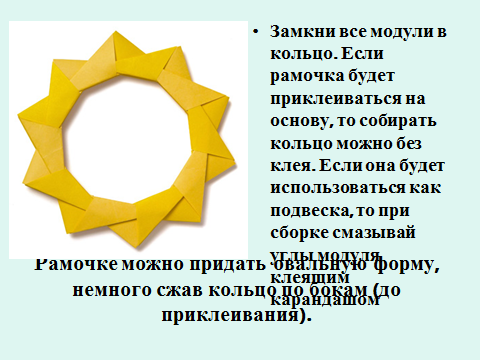 • Замкни все модули в
кольцо. Если
рамочка будет
приклеиваться на
основу, то собирать
кольцо можно без
клея. Если она будет
использоваться как
подвеска, то при
сборке смазывай
углы модуля
клеящим
карандашом
Рамочке можно придать овальную форму,
немного сжав кольцо по бокам (до
приклеивания).